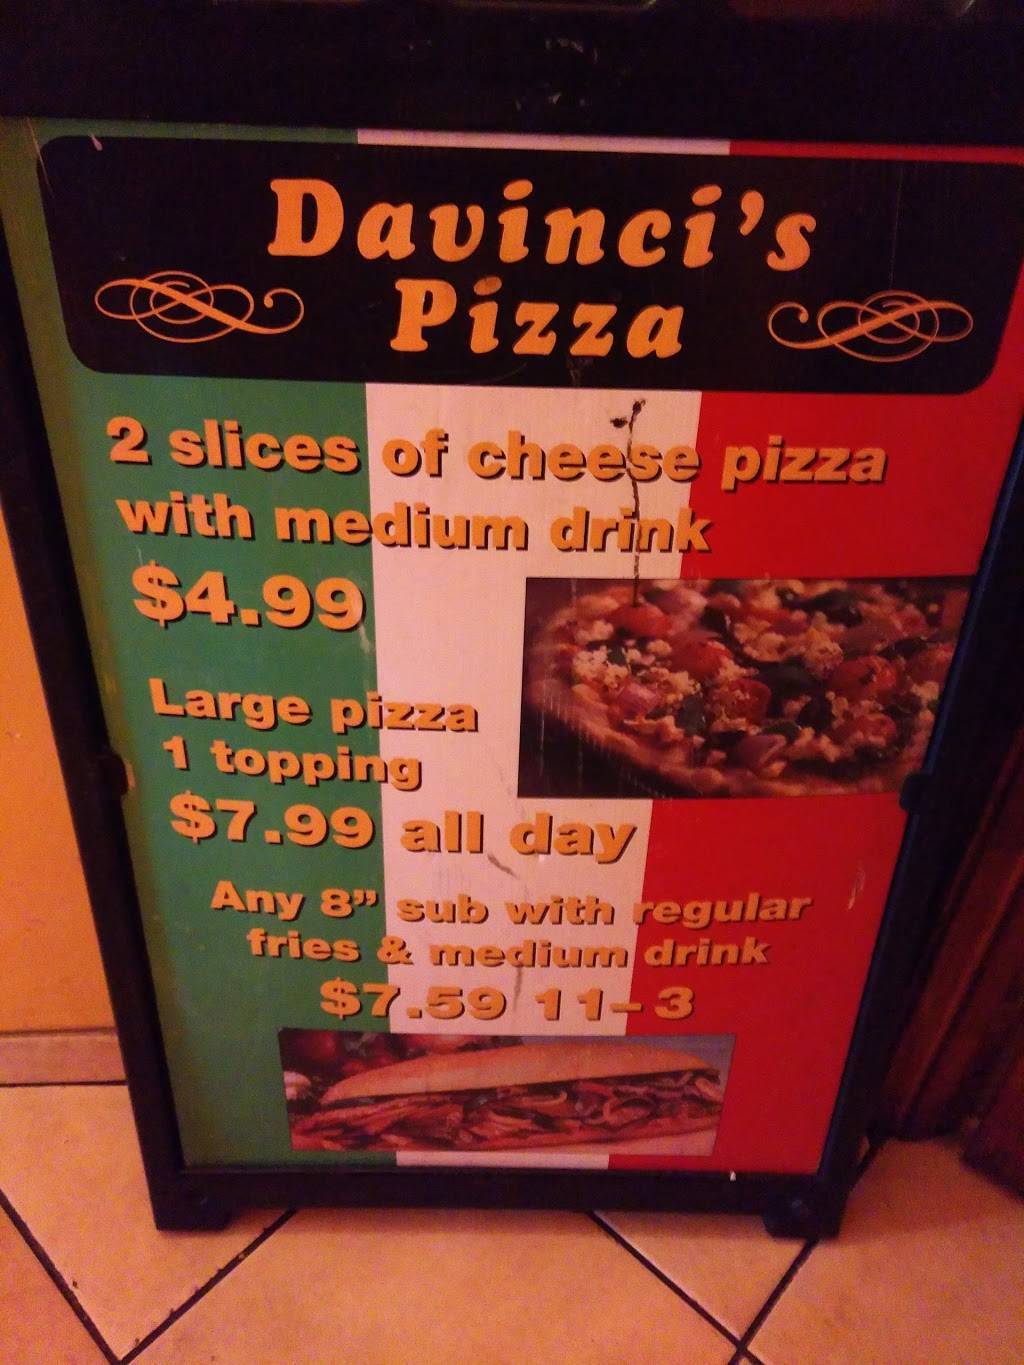 Davinci's
Pizza
2 slices of cheese pizza
with medium drink
$4.99
Large pizza
1 topping
$7.99 all day
Any 8" sub with regular
fries & medium drink
$7.59 11-3